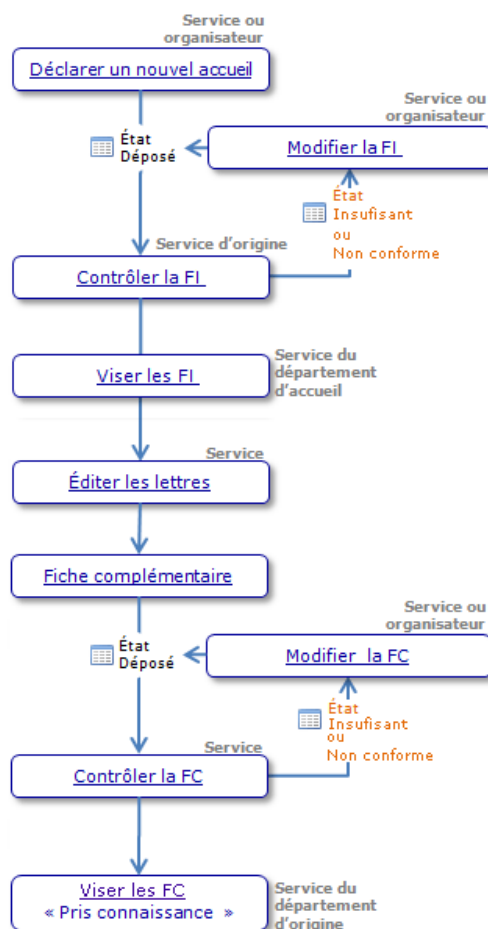 Service ou
organisateur
Déclarer un nouvel accueil
Service ou
organisateur
État
Déposé
Modifier la FI
État
Insufisant
ou
Non conforme
Service d'origine
Contrôler la FI
Service du
département
d'accueil
Viser les FI
Service
Éditer les lettres
Fiche complémentaire
Service ou
organisateur
État
Déposé
Modifier la FC
État
Insufisant
ou
Non conforme
Service
Contrôler la FC
Viser les FC
« Pris connaissance »
Service du
département
d'origine